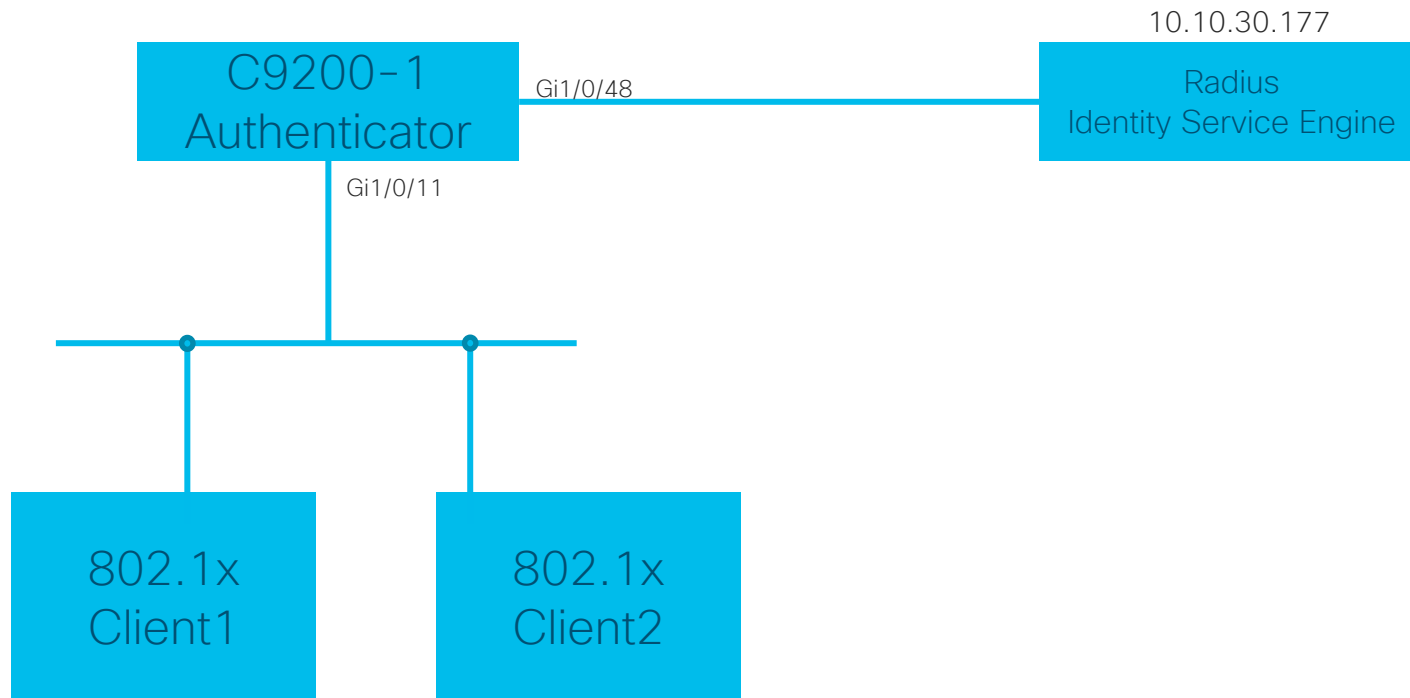 10.10.30.177
C9200-1
Authenticator
Gi1/0/48
Radius
Identity Service Engine
Gi1/0/11
802.1x
Client1
802.1x
Client2